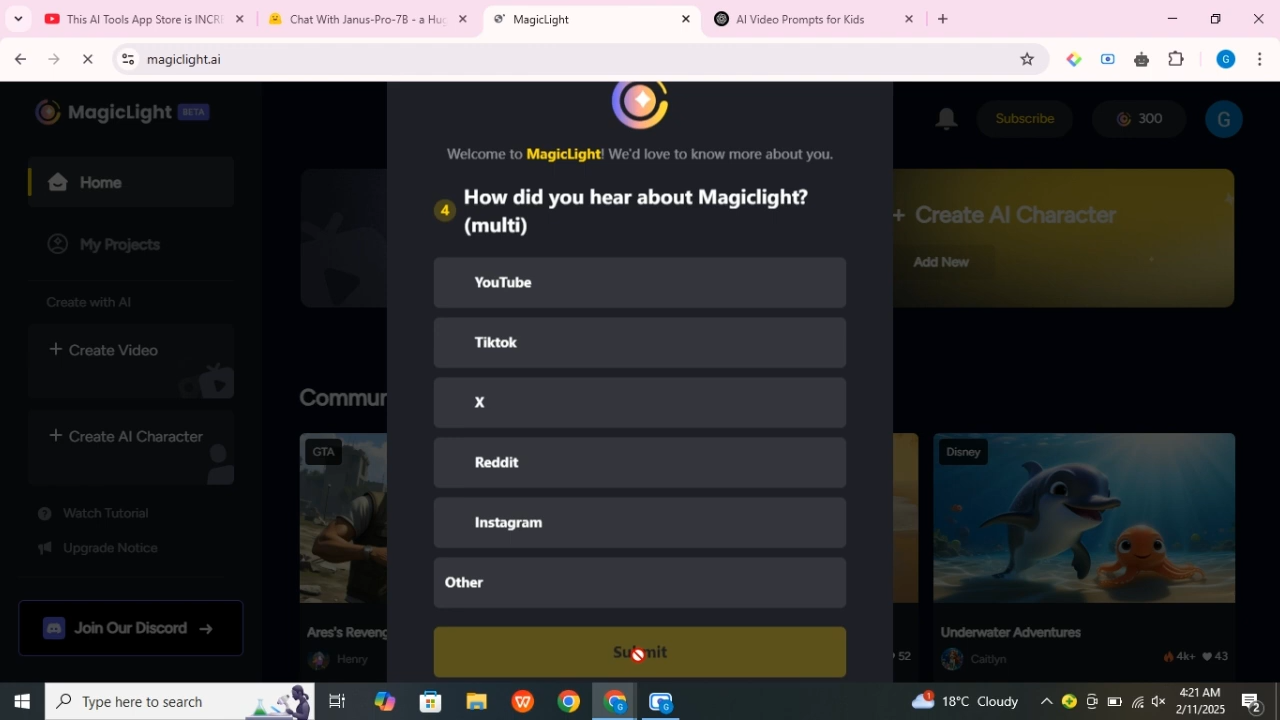 This AI Tools App Store is INCRE
Chat With Janus-Pro-7B - a Hug
MagicLight
AI Video Prompts for Kids
magiclight.ai
G
MagicLight BETA
Subscribe
300
G
Home
My Projects
Create with AI
+ Create Video
+ Create AI Character
Watch Tutorial
Upgrade Notice
Join Our Discord →
Welcome to MagicLight! We'd love to know more about you.
4 How did you hear about Magiclight?
(multi)
YouTube
Tiktok
X
Reddit
Instagram
Other
Submit
+ Create AI Character
Add New
Commun
GTA
Ares's Reveng
Henry
52
Disney
Underwater Adventures
Caitlyn
4k+ 43
Type here to search
18°C Cloudy
4:21 AM
2/11/2025
1
2